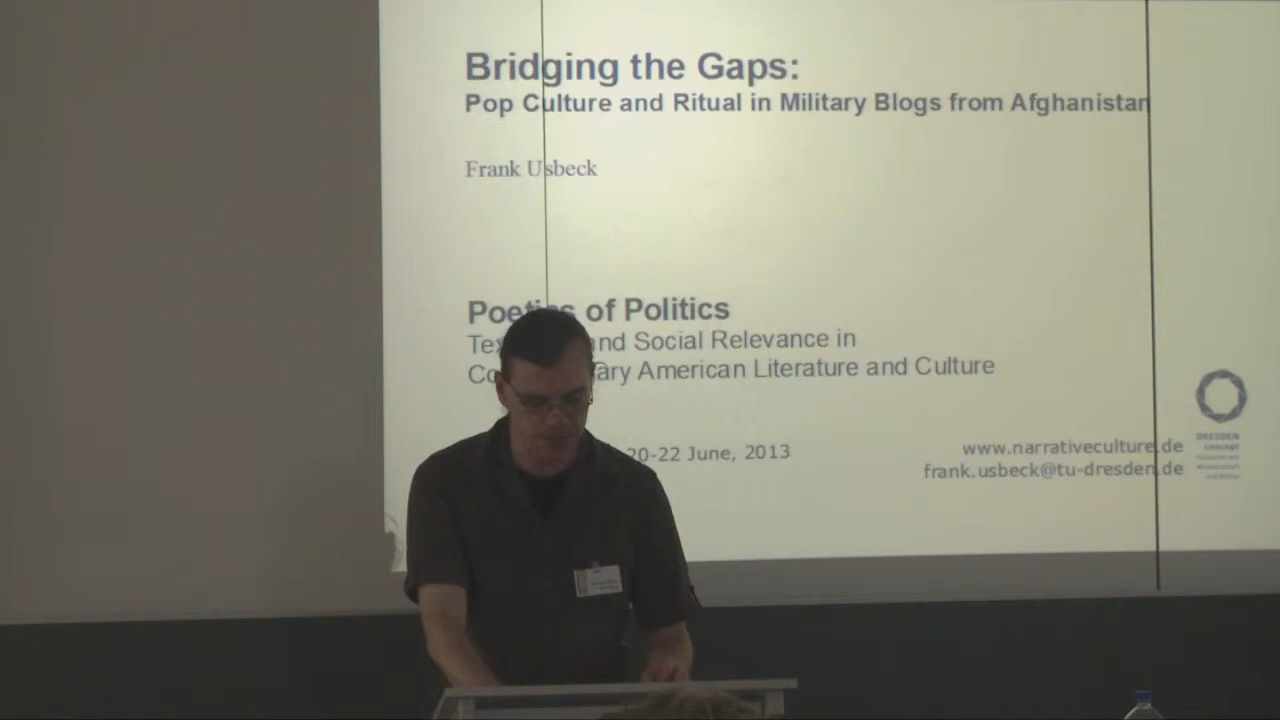 Bridging the Gaps:
Pop Culture and Ritual in Military Blogs from Afghanistan
Frank Usbeck
Poetics of Politics
and Social Relevance in
American Literature and Culture
20-22 June, 2013
www.narrativeculture.de
frank.usbeck@tu-dresden.de
DRESDEN
concept